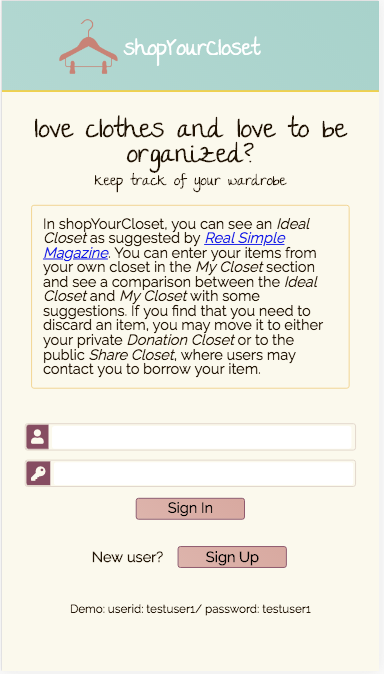 shopYourCloset
love clothes and love to be
organized?
keep track of your wardrobe
In shopYourCloset, you can see an Ideal
Closet as suggested by Real Simple
Magazine. You can enter your items from
your own closet in the My Closet section
and see a comparison between the Ideal
Closet and My Closet with some
suggestions. If you find that you need to
discard an item, you may move it to either
your private Donation Closet or to the
public Share Closet, where users may
contact you to borrow your item.
Sign In
New user? Sign Up
Demo: userid: testuser1/ password: testuser1